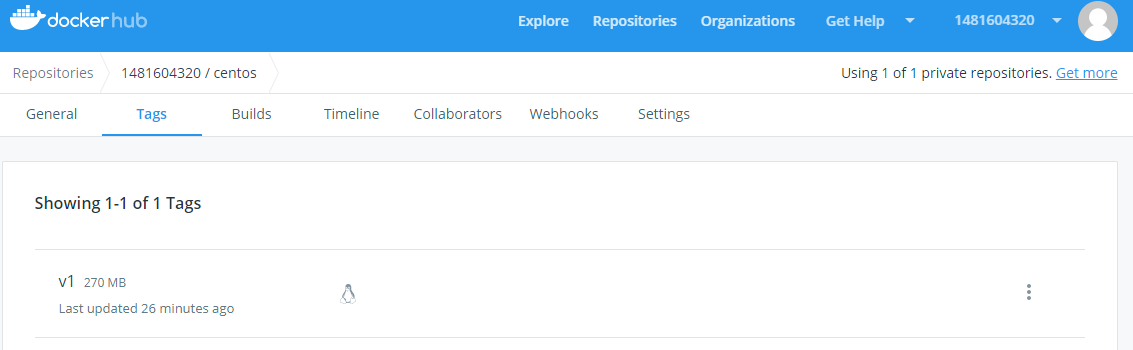 dockerhub Explore Repositories Organizations Get Help 1481604320
Repositories 1481604320 / centos Using 1 of 1 private repositories. Get more
General Tags Builds Timeline Collaborators Webhooks Settings
Showing 1-1 of 1 Tags
v1 270 MB
Last updated 26 minutes ago